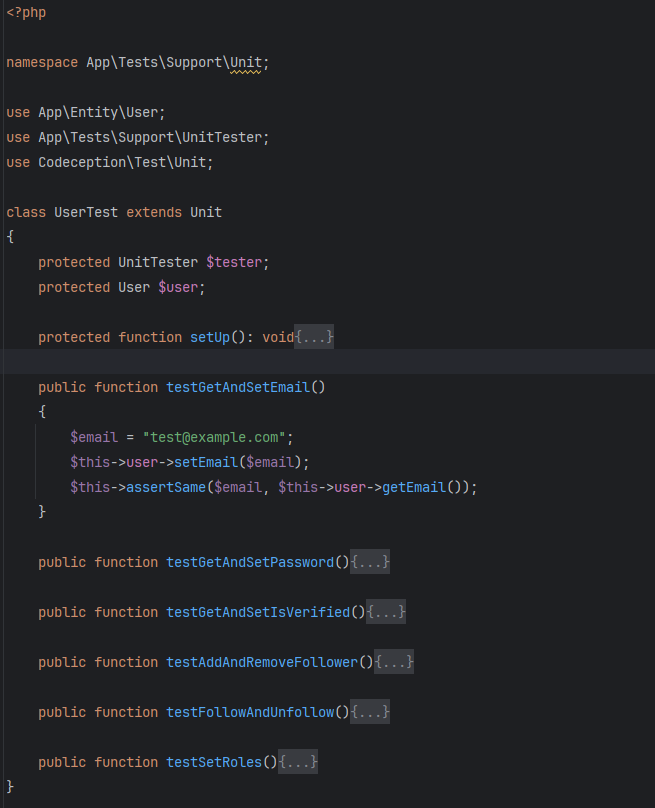 <?php
namespace App\Tests\Support\Unit;
use App\Entity\User;
use App\Tests\Support\UnitTester;
use Codeception\Test\Unit;
class UserTest extends Unit
{
    protected UnitTester $tester;
    protected User $user;
    protected function setUp(): void{...}
    public function testGetAndSetEmail()
    {
        $email = "test@example.com";
        $this->user->setEmail($email);
        $this->assertSame($email, $this->user->getEmail());
    }
    public function testGetAndSetPassword(){...}
    public function testGetAndSetIsVerified(){...}
    public function testAddAndRemoveFollower(){...}
    public function testFollowAndUnfollow(){...}
    public function testSetRoles(){...}
}